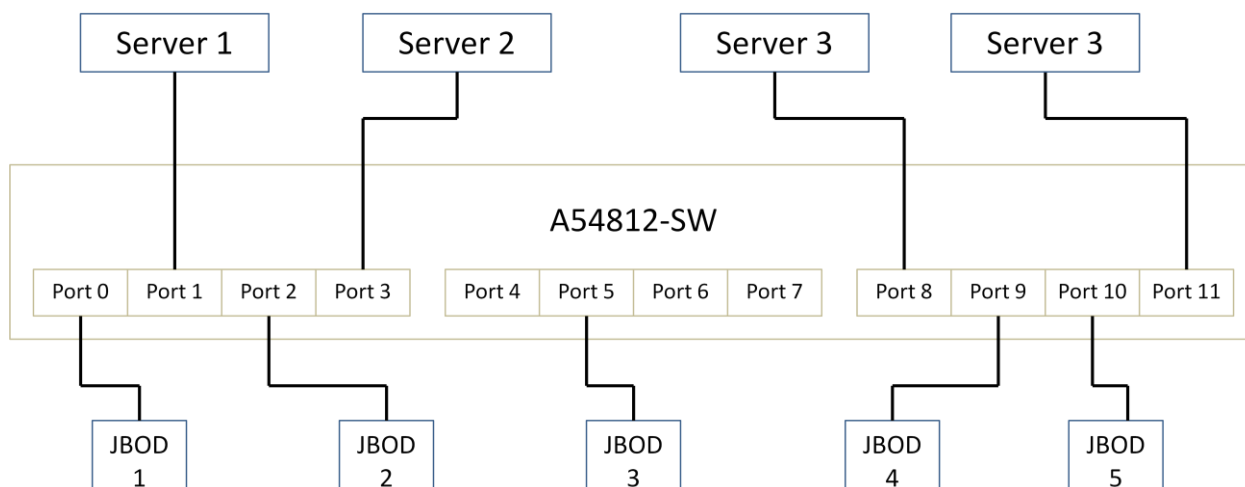 Server 1
Server 2
Server 3
Server 3
A54812-SW
Port 0
Port 1
Port 2
Port 3
Port 4
Port 5
Port 6
Port 7
Port 8
Port 9
Port 10
Port 11
JBOD
1
JBOD
2
JBOD
3
JBOD
4
JBOD
5